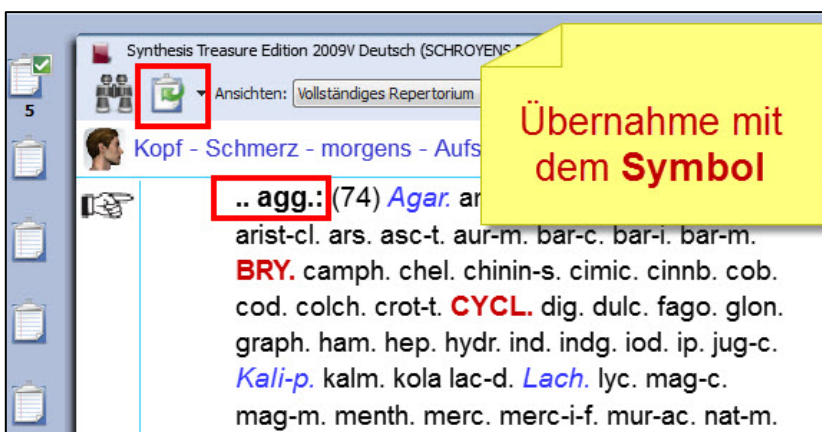 Synthesis Treasure Edition 2009V Deutsch (SCHROYENS
5
Ansichten: Vollständiges Repertorium
Übernahme mit
dem Symbol
Kopf - Schmerz - morgens - Aufs
.. agg.: (74) Agar.
arist-cl. ars. asc-t. aur-m. bar-c. bar-i. bar-m.
BRY. camph. chel. chinin-s. cimic. cinnb. cob.
cod. colch. crot-t. CYCL. dig. dulc. fago. glon.
graph. ham. hep. hydr. ind. indg. iod. ip. jug-c.
Kali-p. kalm. kola lac-d. Lach. lyc. mag-c.
mag-m. menth. merc. merc-i-f. mur-ac. nat-m.